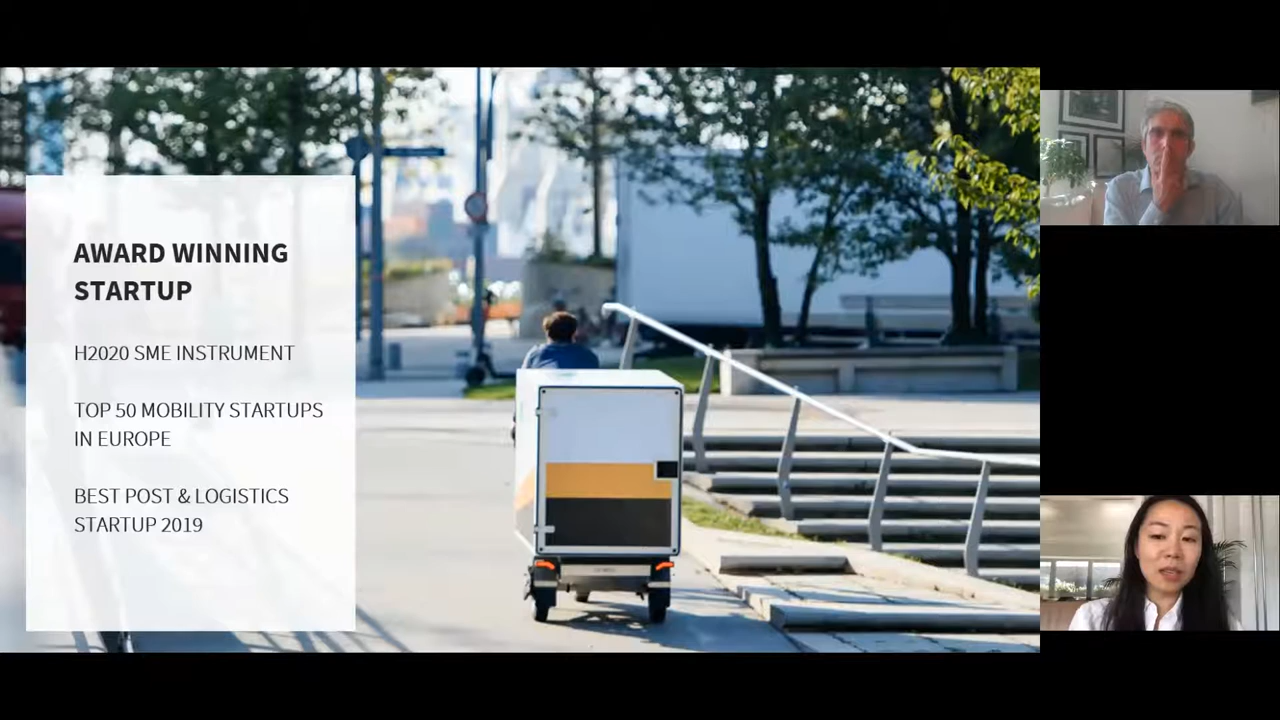 AWARD WINNING
STARTUP
H2020 SME INSTRUMENT
TOP 50 MOBILITY STARTUPS
IN EUROPE
BEST POST & LOGISTICS
STARTUP 2019